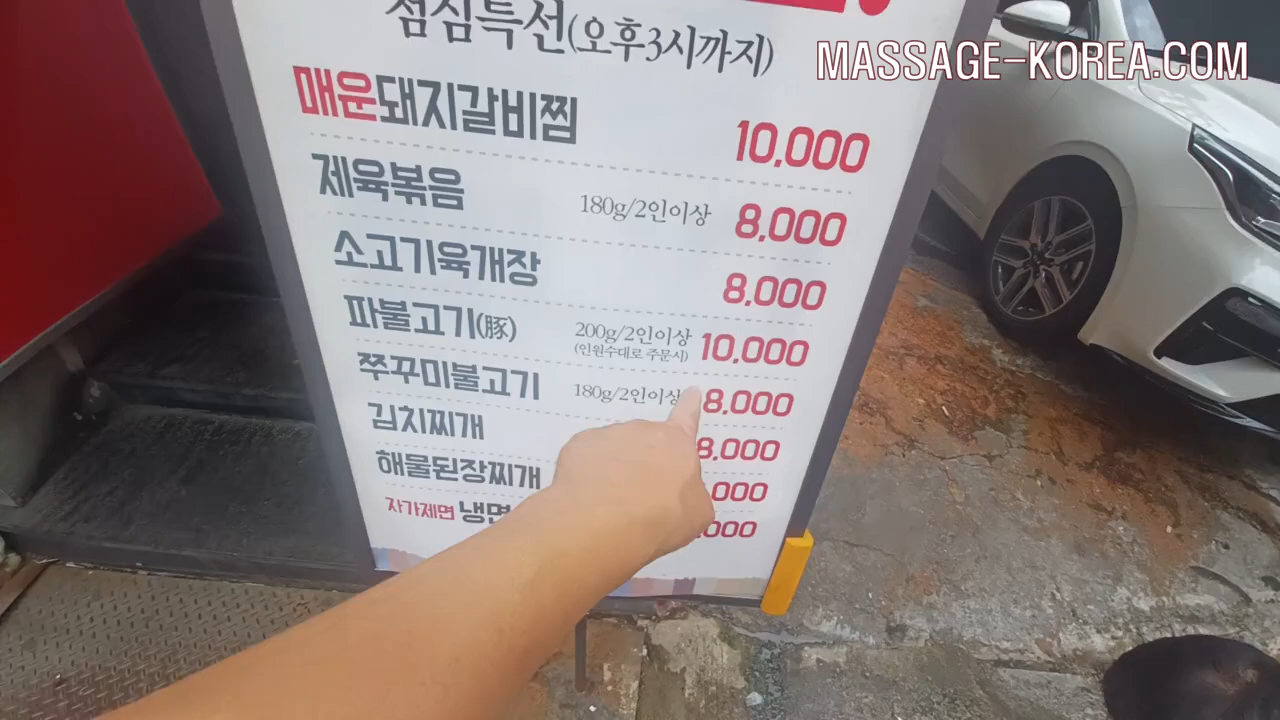 MASSAGE-KOREA.COM
점심특선(오후3시까지)
매운돼지갈비찜 10,000
제육볶음 180g/2인이상 8,000
소고기육개장 8,000
파불고기(豚) 200g/2인이상 (인원수대로 주문시) 10,000
쭈꾸미불고기 180g/2인이상 8,000
김치찌개 8,000
해물된장찌개 ,000
자가제면 냉면 ,000